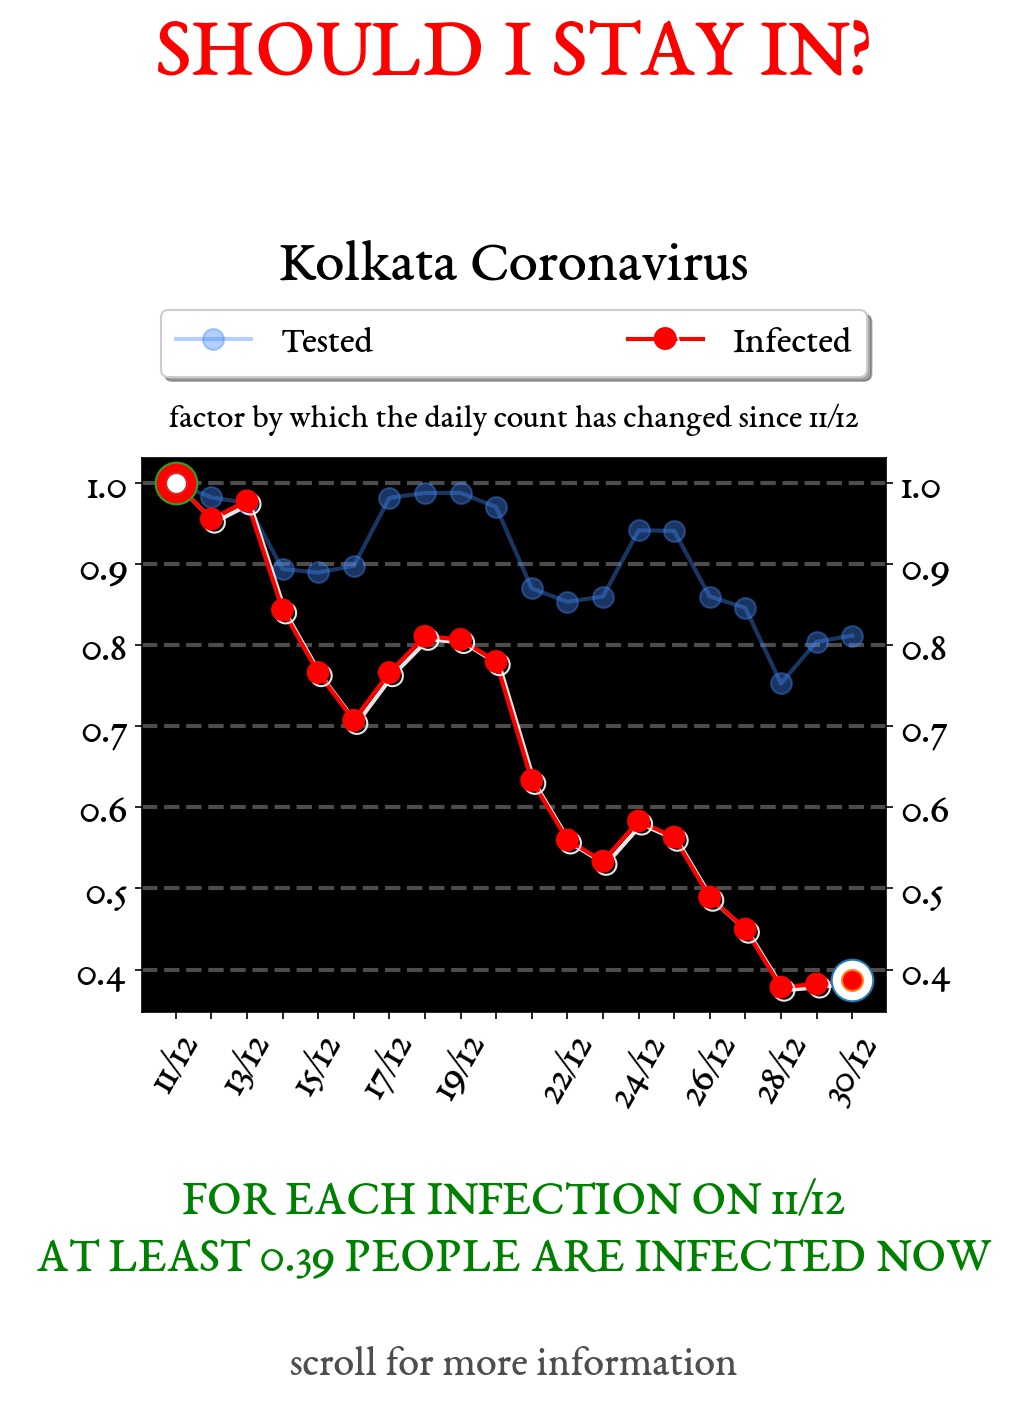 SHOULD I STAY IN?
Kolkata Coronavirus
Tested Infected
factor by which the daily count has changed since 11/12
1.0 1.0
0.9 0.9
0.8 0.8
0.7 0.7
0.6 0.6
0.5 0.5
0.4 0.4
11/12 13/12 15/12 17/12 19/12 22/12 24/12 26/12 28/12 30/12
FOR EACH INFECTION ON 11/12
AT LEAST 0.39 PEOPLE ARE INFECTED NOW
scroll for more information